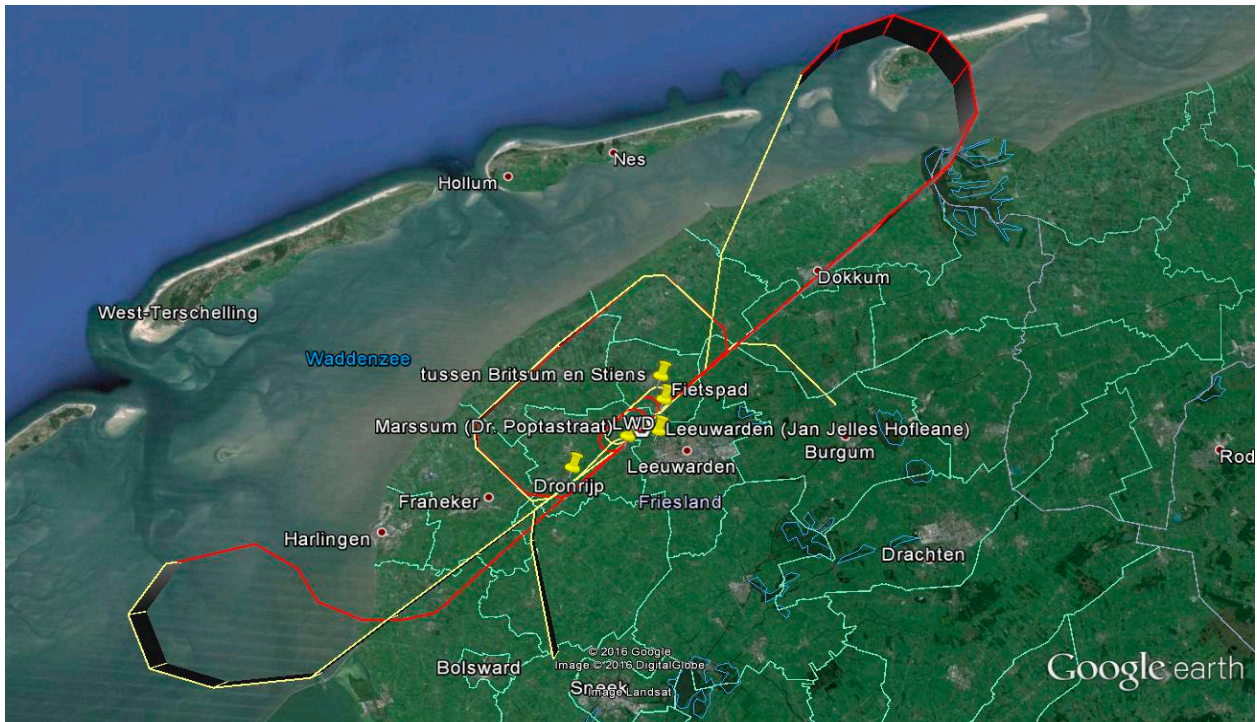 Nes
Hollum
Dokkum
West-Terschelling
Waddenzee
tussen Britsum en Stiens
Fietspad
Marssum (Dr. Poptastraat)
LWD
Leeuwarden (Jan Jelles Hofleane)
Burgum
Rod
Leeuwarden
Dronrijp
Franeker
Friesland
Harlingen
Drachten
© 2016 Google
Image © 2016 DigitalGlobe
Bolsward
Sneek
Image Landsat
Google earth